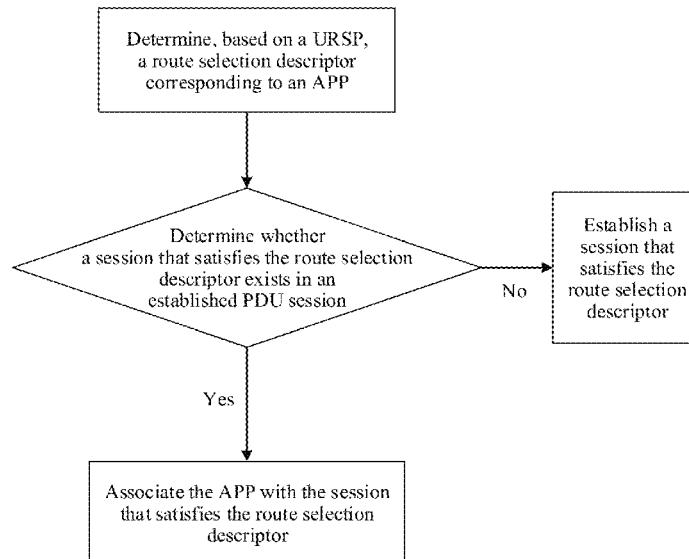 Determine, based on a URSP,
a route selection descriptor
corresponding to an APP
Determine whether
a session that satisfies the route selection
descriptor exists in an
established PDU session
No
Establish a
session that
satisfies the
route selection
descriptor
Yes
Associate the APP with the session
that satisfies the route selection
descriptor